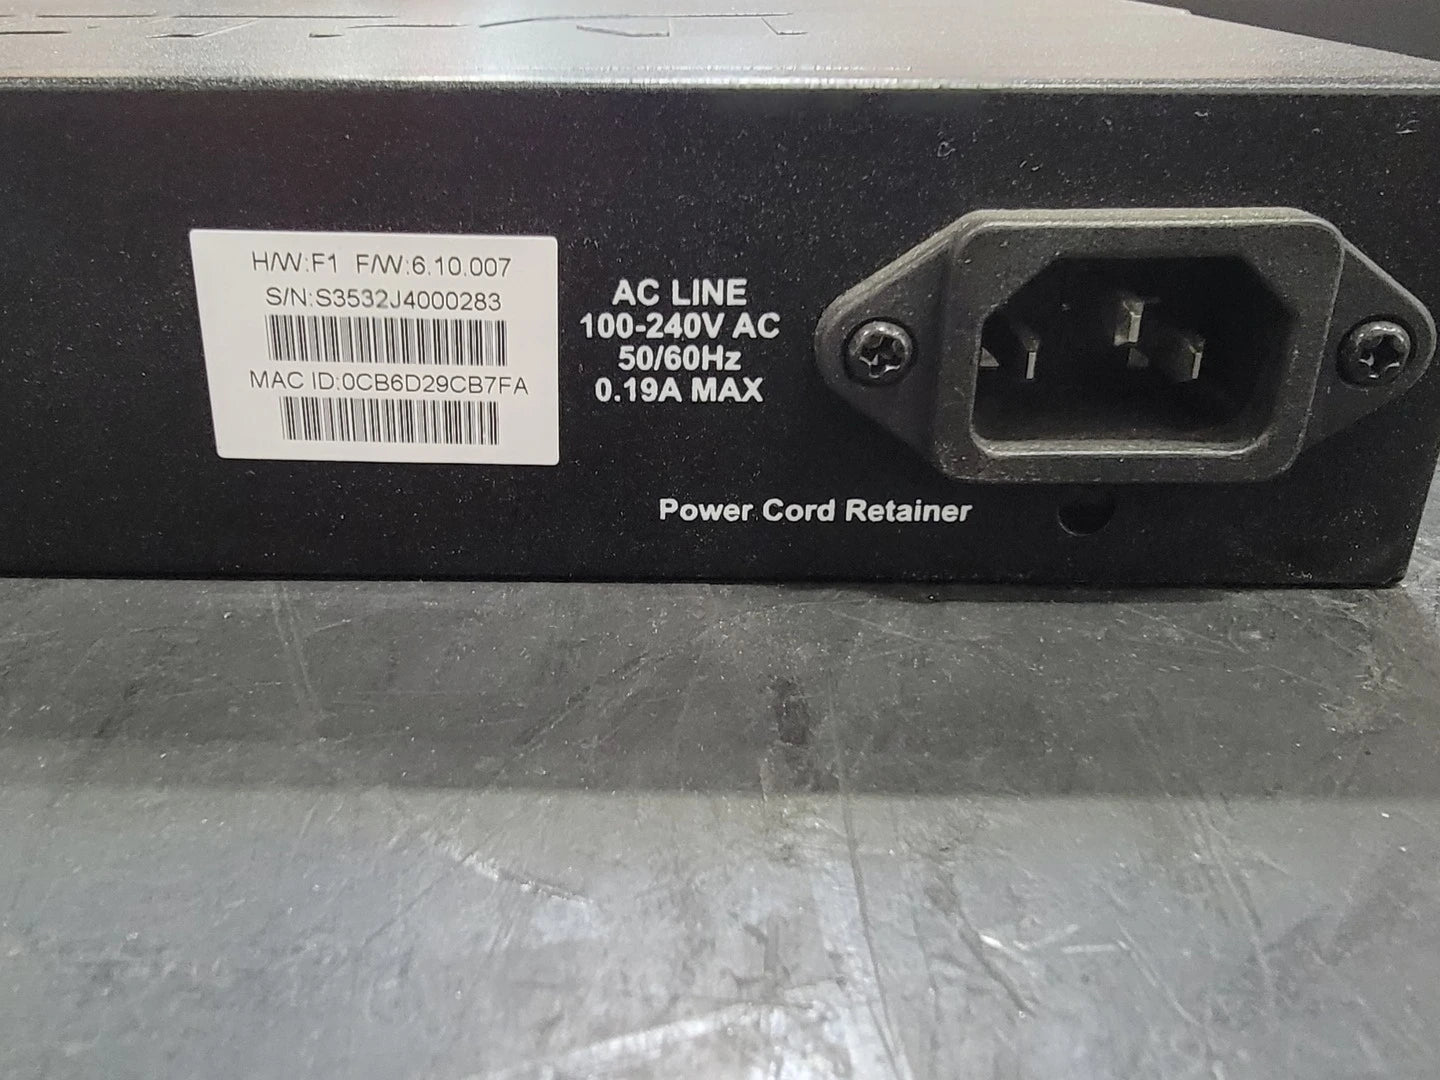 H/W:F1 F/W:6.10.007
S/N:S3532J4000283
MAC ID:0CB6D29CB7FA
AC LINE
100-240V AC
50/60Hz
0.19A MAX
Power Cord Retainer